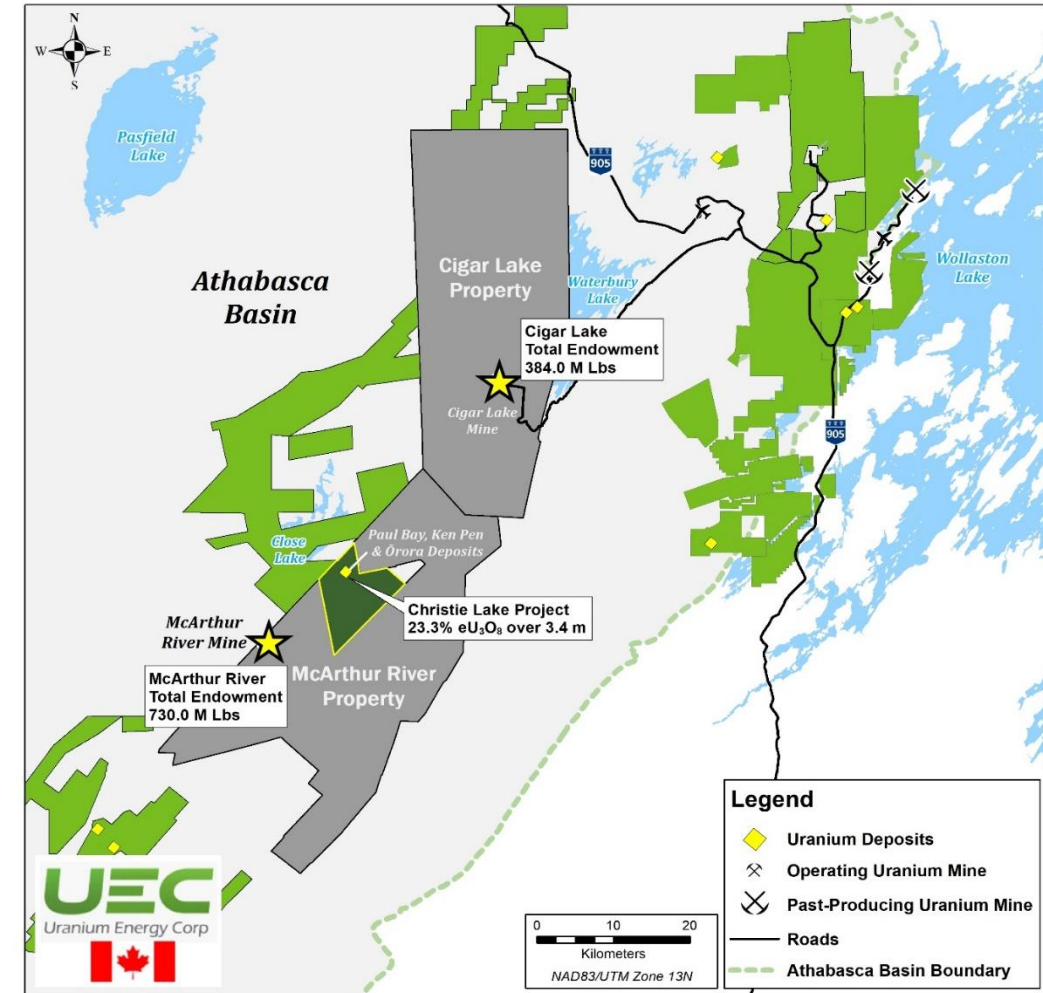 N
W
E
S
Pasfield
Lake
905
Athabasca
Basin
Cigar Lake
Property
Waterbury
Lake
Wollaston
Lake
Cigar Lake
Total Endowment
384.0 M Lbs
Cigar Lake
Mine
905
Close
Lake
Paul Bay, Ken Pen
& Ōrora Deposits
Christie Lake Project
23.3% eU₃O₈ over 3.4 m
McArthur
River Mine
McArthur River
Property
McArthur River
Total Endowment
730.0 M Lbs
UEC
Uranium Energy Corp
0 10 20
Kilometers
NAD83/UTM Zone 13N
Legend
Uranium Deposits
Operating Uranium Mine
Past-Producing Uranium Mine
Roads
Athabasca Basin Boundary